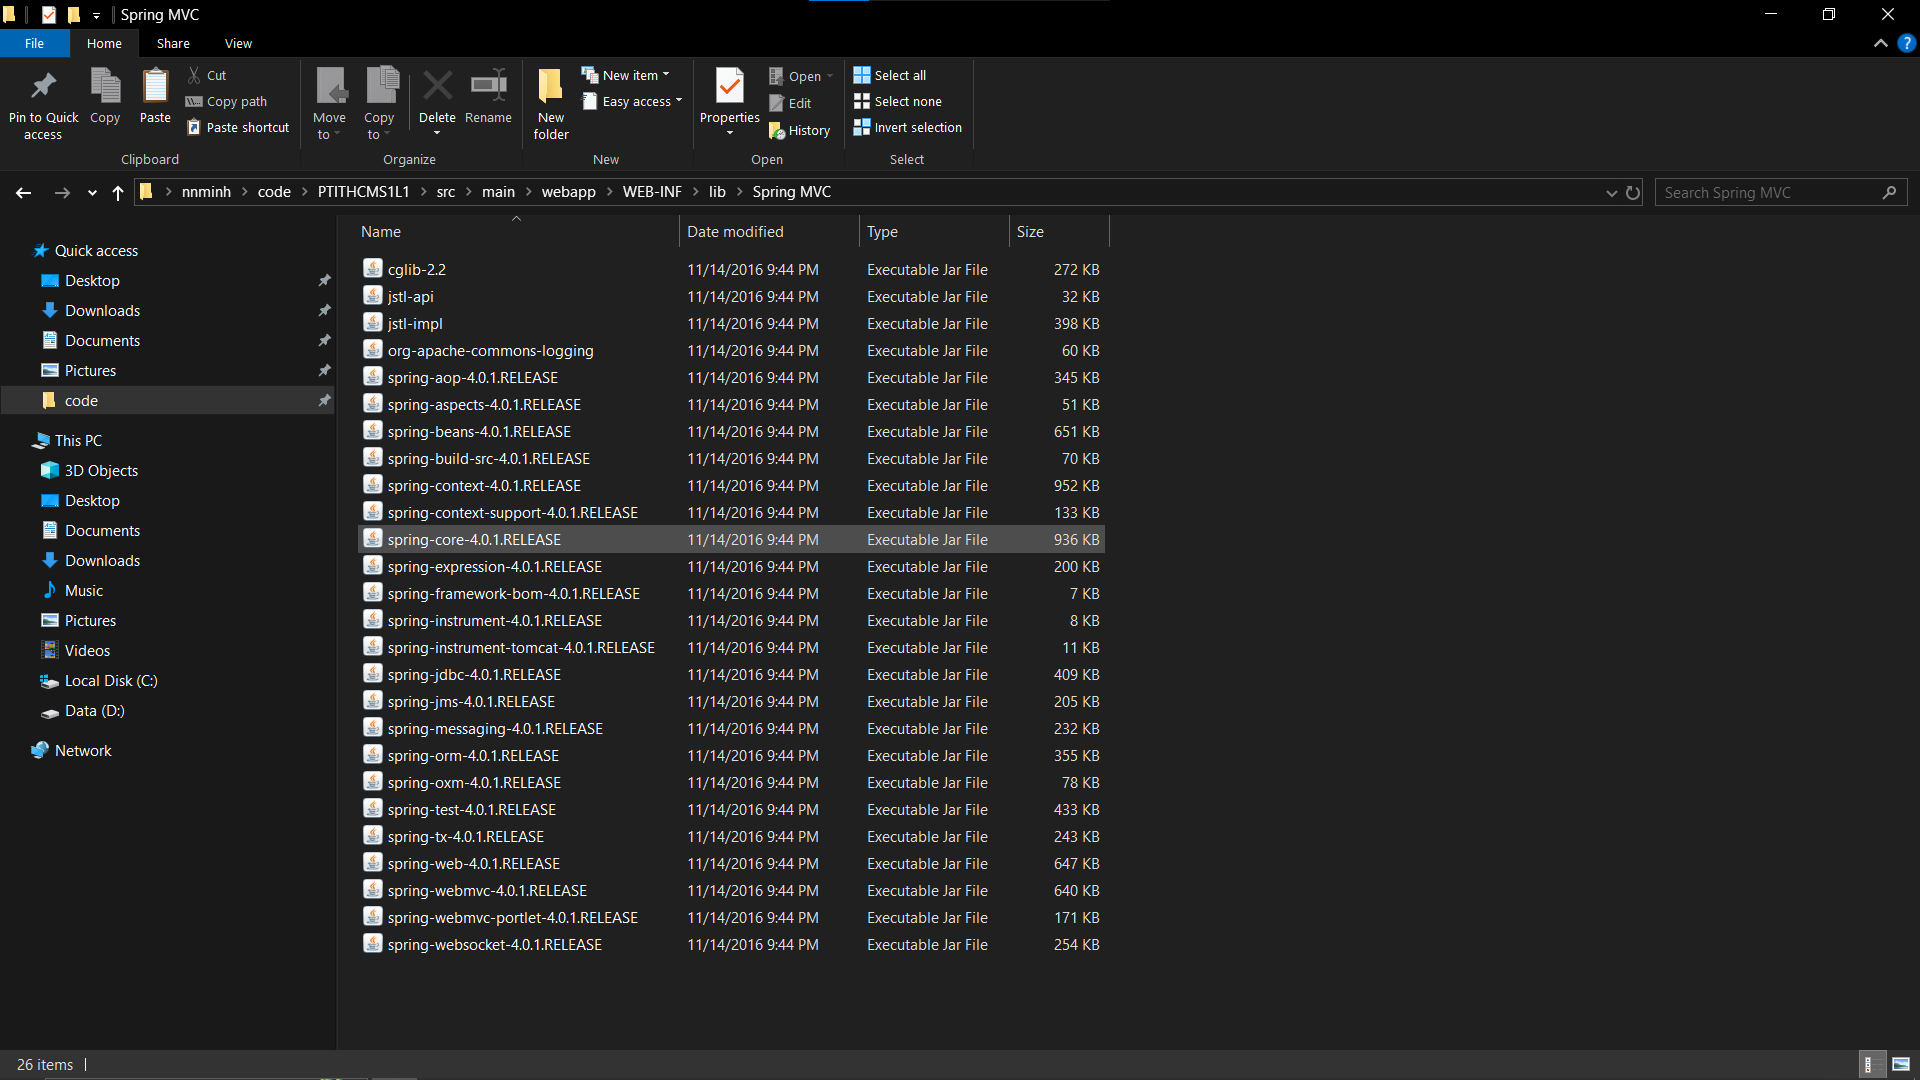 Spring MVC
File Home Share View
Pin to Quick access
Copy
Paste
Cut
Copy path
Paste shortcut
Clipboard
Move to
Copy to
Delete
Rename
Organize
New folder
New item
Easy access
New
Properties
Open
Edit
History
Open
Select all
Select none
Invert selection
Select
nnminh code PTITHCMS1L1 src main webapp WEB-INF lib Spring MVC
Search Spring MVC
Quick access
Desktop
Downloads
Documents
Pictures
code
This PC
3D Objects
Desktop
Documents
Downloads
Music
Pictures
Videos
Local Disk (C:)
Data (D:)
Network
Name Date modified Type Size
cglib-2.2 11/14/2016 9:44 PM Executable Jar File 272 KB
jstl-api 11/14/2016 9:44 PM Executable Jar File 32 KB
jstl-impl 11/14/2016 9:44 PM Executable Jar File 398 KB
org-apache-commons-logging 11/14/2016 9:44 PM Executable Jar File 60 KB
spring-aop-4.0.1.RELEASE 11/14/2016 9:44 PM Executable Jar File 345 KB
spring-aspects-4.0.1.RELEASE 11/14/2016 9:44 PM Executable Jar File 51 KB
spring-beans-4.0.1.RELEASE 11/14/2016 9:44 PM Executable Jar File 651 KB
spring-build-src-4.0.1.RELEASE 11/14/2016 9:44 PM Executable Jar File 70 KB
spring-context-4.0.1.RELEASE 11/14/2016 9:44 PM Executable Jar File 952 KB
spring-context-support-4.0.1.RELEASE 11/14/2016 9:44 PM Executable Jar File 133 KB
spring-core-4.0.1.RELEASE 11/14/2016 9:44 PM Executable Jar File 936 KB
spring-expression-4.0.1.RELEASE 11/14/2016 9:44 PM Executable Jar File 200 KB
spring-framework-bom-4.0.1.RELEASE 11/14/2016 9:44 PM Executable Jar File 7 KB
spring-instrument-4.0.1.RELEASE 11/14/2016 9:44 PM Executable Jar File 8 KB
spring-instrument-tomcat-4.0.1.RELEASE 11/14/2016 9:44 PM Executable Jar File 11 KB
spring-jdbc-4.0.1.RELEASE 11/14/2016 9:44 PM Executable Jar File 409 KB
spring-jms-4.0.1.RELEASE 11/14/2016 9:44 PM Executable Jar File 205 KB
spring-messaging-4.0.1.RELEASE 11/14/2016 9:44 PM Executable Jar File 232 KB
spring-orm-4.0.1.RELEASE 11/14/2016 9:44 PM Executable Jar File 355 KB
spring-oxm-4.0.1.RELEASE 11/14/2016 9:44 PM Executable Jar File 78 KB
spring-test-4.0.1.RELEASE 11/14/2016 9:44 PM Executable Jar File 433 KB
spring-tx-4.0.1.RELEASE 11/14/2016 9:44 PM Executable Jar File 243 KB
spring-web-4.0.1.RELEASE 11/14/2016 9:44 PM Executable Jar File 647 KB
spring-webmvc-4.0.1.RELEASE 11/14/2016 9:44 PM Executable Jar File 640 KB
spring-webmvc-portlet-4.0.1.RELEASE 11/14/2016 9:44 PM Executable Jar File 171 KB
spring-websocket-4.0.1.RELEASE 11/14/2016 9:44 PM Executable Jar File 254 KB
26 items